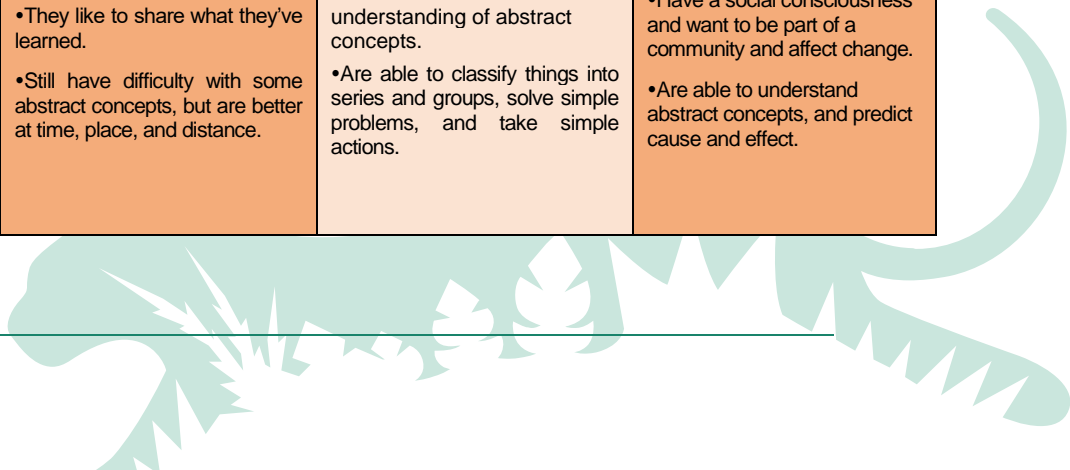 •They like to share what they’ve
learned.
•Still have difficulty with some
abstract concepts, but are better
at time, place, and distance.
understanding of abstract
concepts.
•Are able to classify things into
series and groups, solve simple
problems, and take simple
actions.
•Have a social consciousness
and want to be part of a
community and affect change.
•Are able to understand
abstract concepts, and predict
cause and effect.